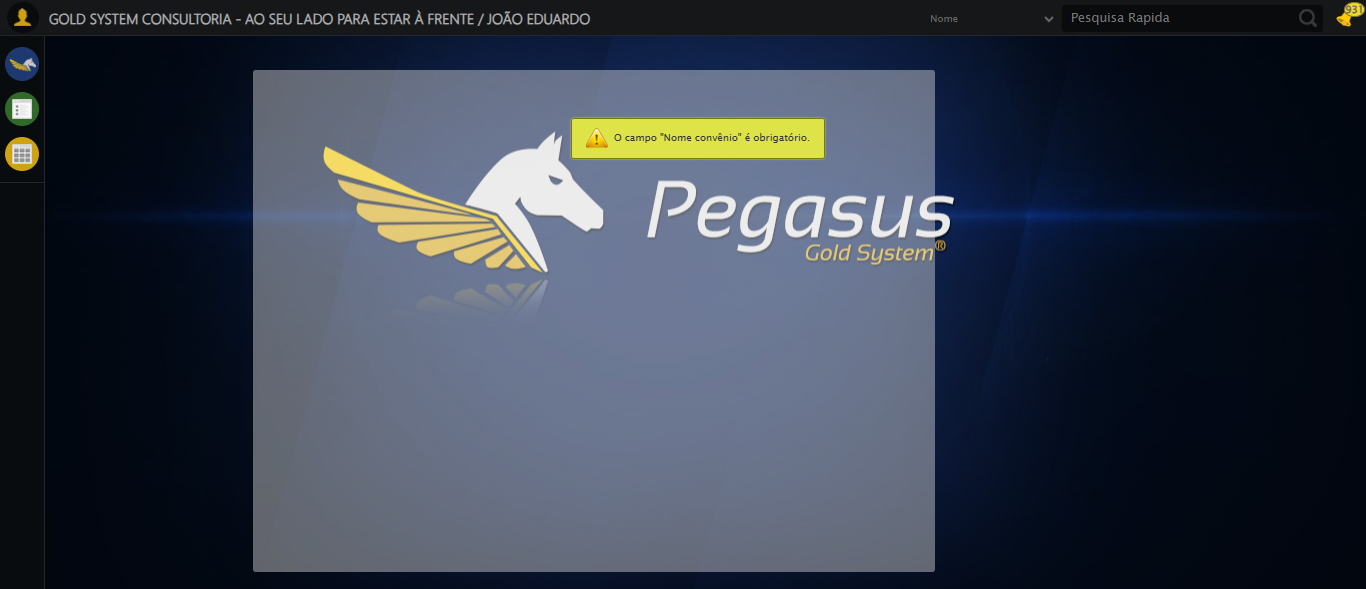 GOLD SYSTEM CONSULTORIA - AO SEU LADO PARA ESTAR À FRENTE / JOÃO EDUARDO
Nome
Pesquisa Rapida
931
O campo "Nome convênio" é obrigatório.
Pegasus
Gold System®